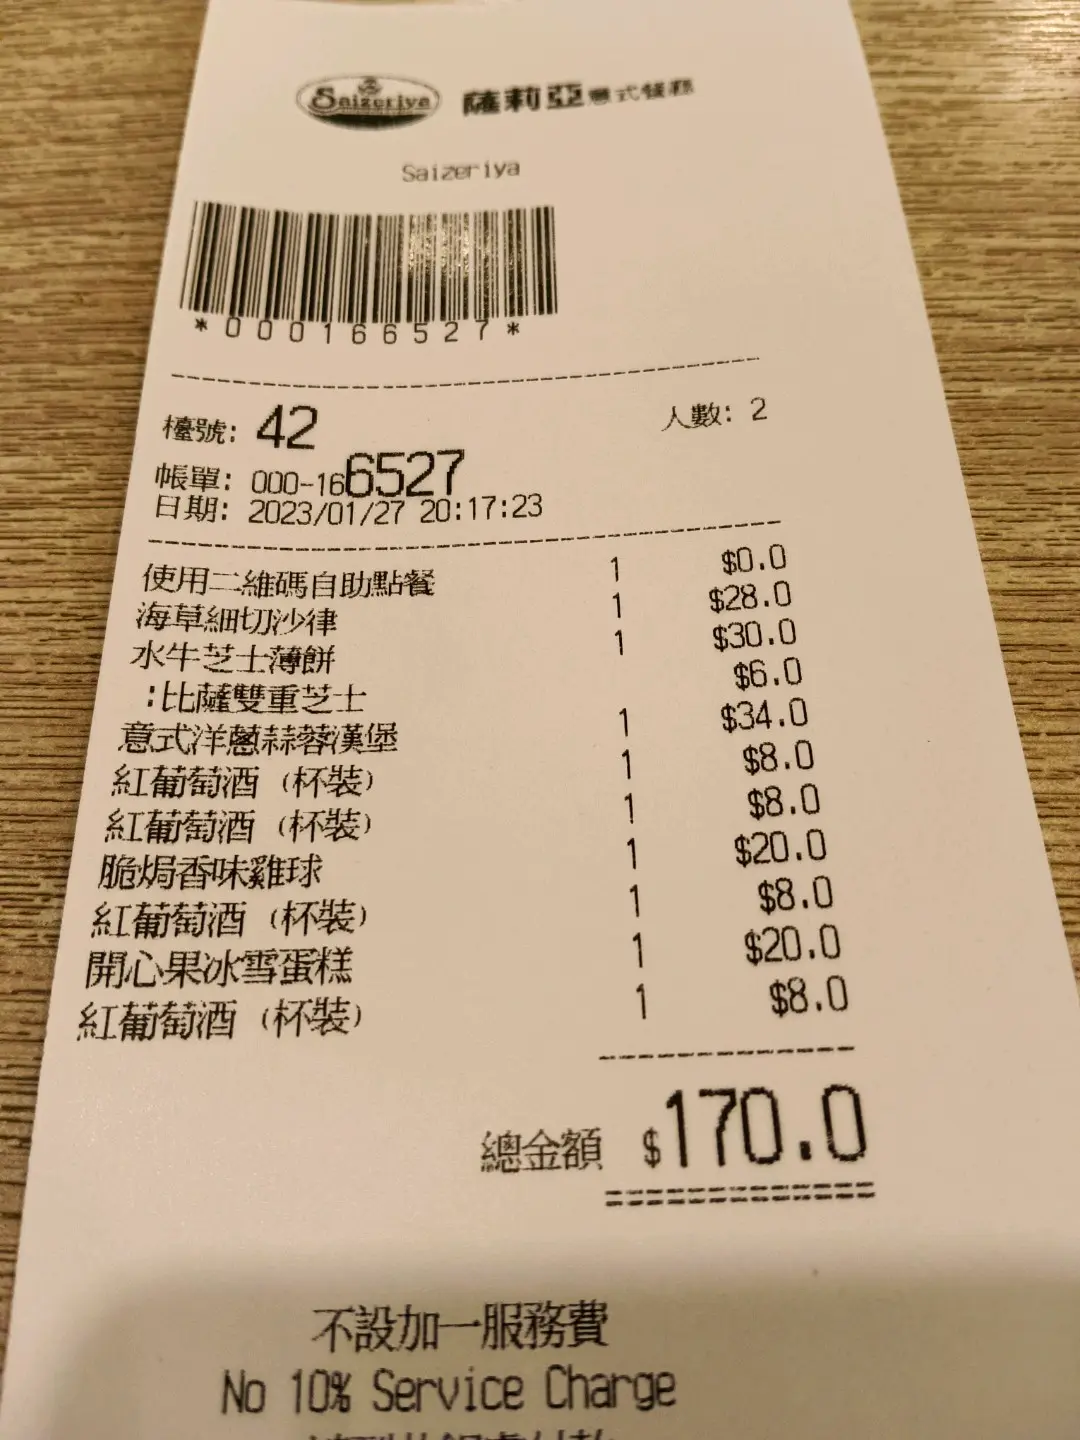 Saizeriya 薩莉亞意式餐廳
Saizeriya
*000166527*
檯號: 42 人數: 2
帳單: 000-166527
日期: 2023/01/27 20:17:23
使用二維碼自助點餐 1 $0.0
海草細切沙律 1 $28.0
水牛芝士薄餅 1 $30.0
:比薩雙重芝士 $6.0
意式洋蔥蒜蓉漢堡 1 $34.0
紅葡萄酒 (杯裝) 1 $8.0
紅葡萄酒 (杯裝) 1 $8.0
脆焗香味雞球 1 $20.0
紅葡萄酒 (杯裝) 1 $8.0
開心果冰雪蛋糕 1 $20.0
紅葡萄酒 (杯裝) 1 $8.0
總金額 $170.0
不設加一服務費
No 10% Service Charge